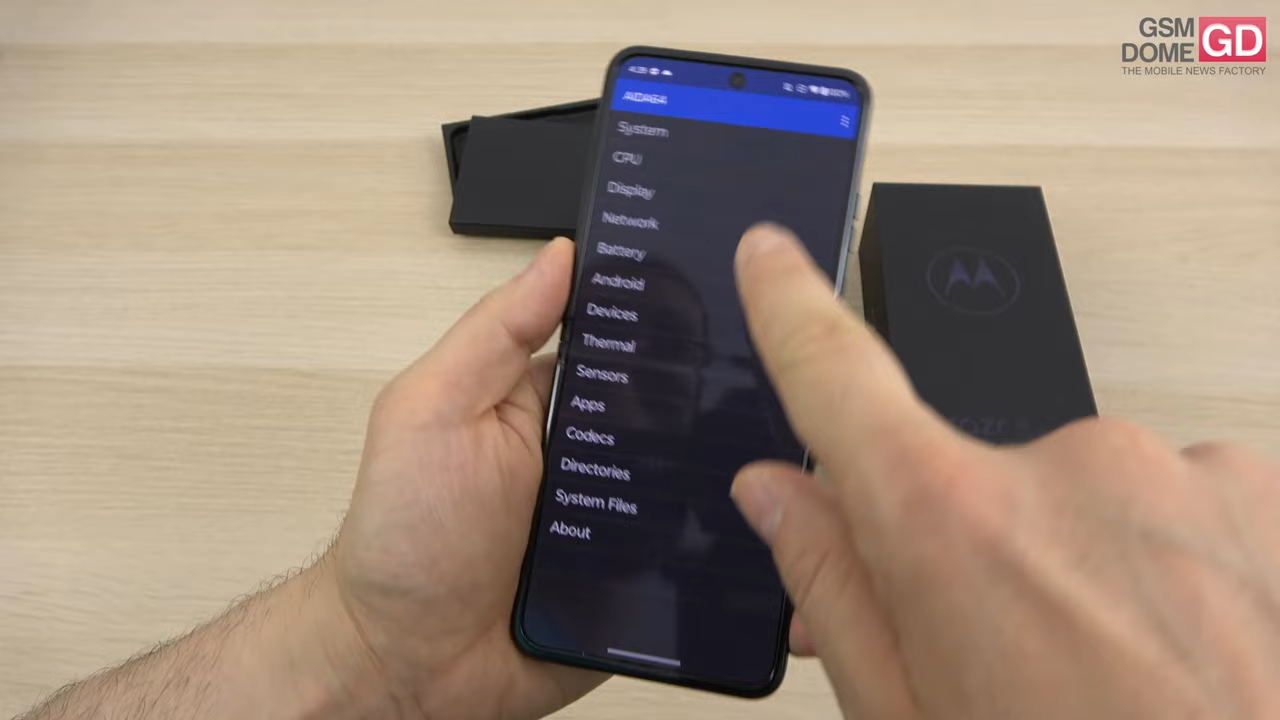 GSM
DOME GD
THE MOBILE NEWS FACTORY
AIDA64
System
CPU
Display
Network
Battery
Android
Devices
Thermal
Sensors
Apps
Codecs
Directories
System Files
About